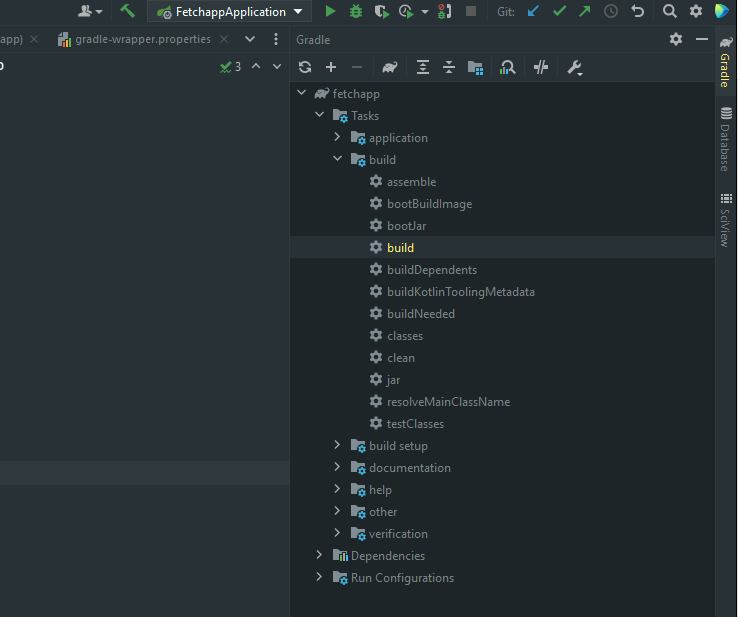 FetchappApplication Git:
app) gradle-wrapper.properties Gradle
3
fetchapp
Tasks
application
build
assemble
bootBuildImage
bootJar
build
buildDependents
buildKotlinToolingMetadata
buildNeeded
classes
clean
jar
resolveMainClassName
testClasses
build setup
documentation
help
other
verification
Dependencies
Run Configurations
Gradle
Database
SciView